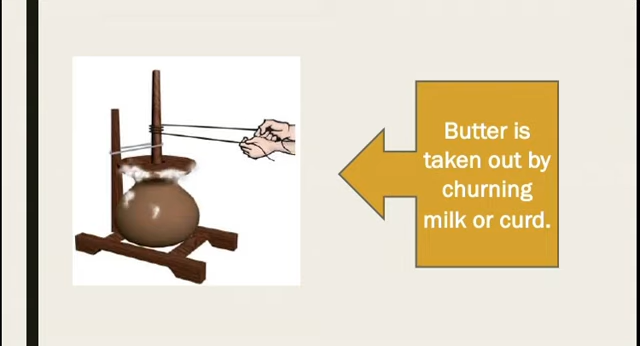 Butter is
taken out by
churning
milk or curd.